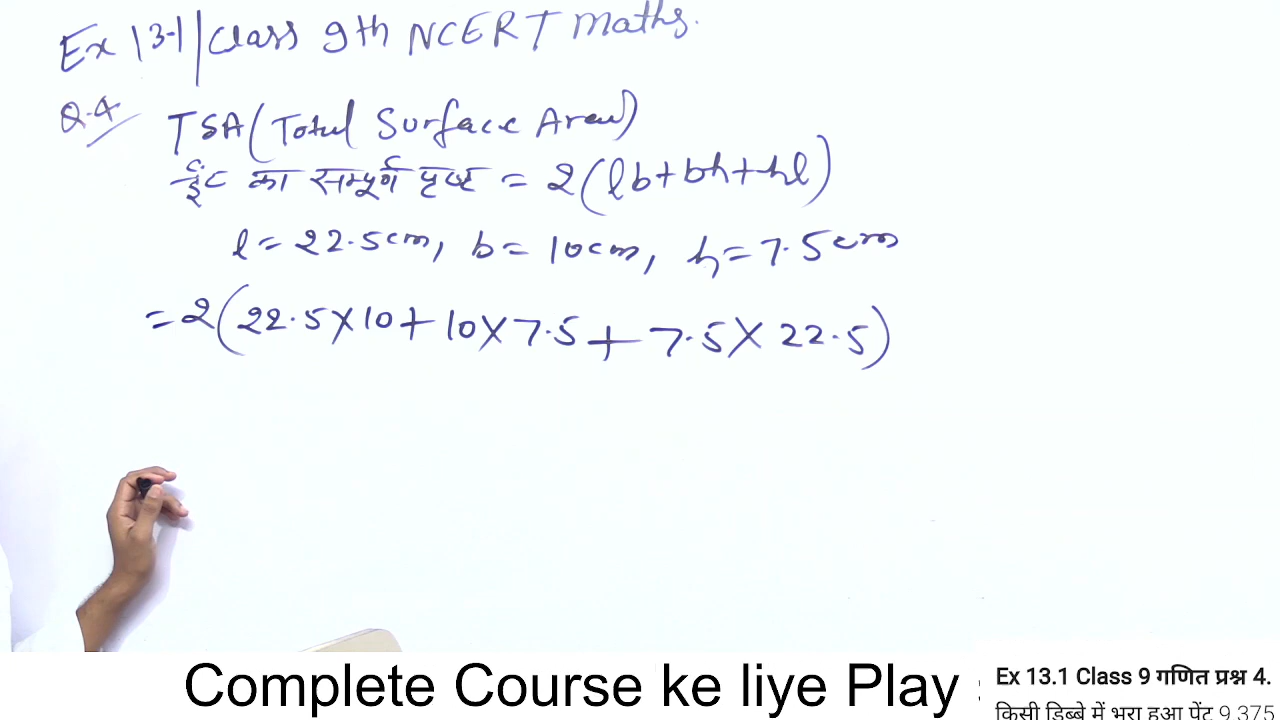 Ex 13.1 | Class 9th NCERT Maths.
Q.4 TSA (Total Surface Area)
ईंट का सम्पूर्ण पृष्ठ = 2(lb+bh+hl)
l = 22.5cm, b = 10cm, h = 7.5cm
= 2(22.5×10 + 10×7.5 + 7.5×22.5)
Complete Course ke liye Play
Ex 13.1 Class 9 गणित प्रश्न 4.
किसी डिब्बे में भरा हुआ पेंट 9.375